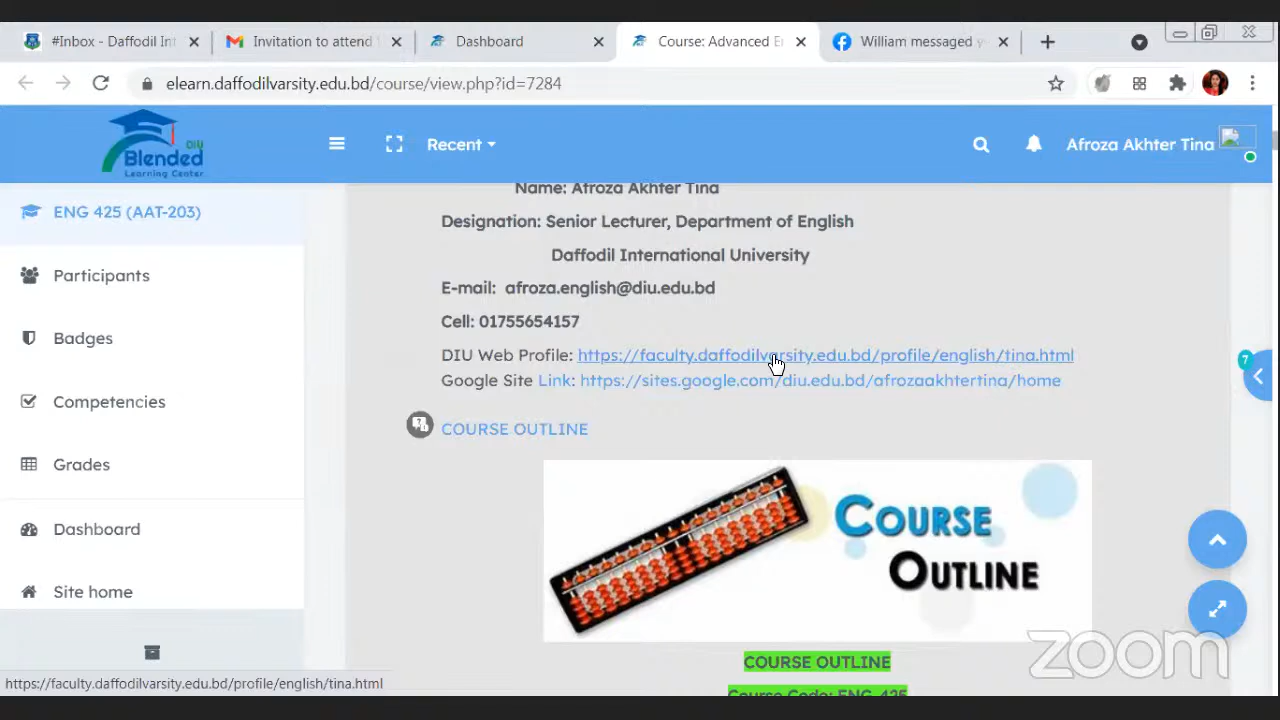 #Inbox - Daffodil Int
Invitation to attend
Dashboard
Course: Advanced E
William messaged y
elearn.daffodilvarsity.edu.bd/course/view.php?id=7284
DIU
Blended
Learning Center
Recent
Afroza Akhter Tina
ENG 425 (AAT-203)
Participants
Badges
Competencies
Grades
Dashboard
Site home
Name: Afroza Akhter Tina
Designation: Senior Lecturer, Department of English
Daffodil International University
E-mail: afroza.english@diu.edu.bd
Cell: 01755654157
DIU Web Profile: https://faculty.daffodilvarsity.edu.bd/profile/english/tina.html
Google Site Link: https://sites.google.com/diu.edu.bd/afrozaakhtertina/home
7
COURSE OUTLINE
COURSE
OUTLINE
COURSE OUTLINE
Course Code: ENG 425
zoom
https://faculty.daffodilvarsity.edu.bd/profile/english/tina.html